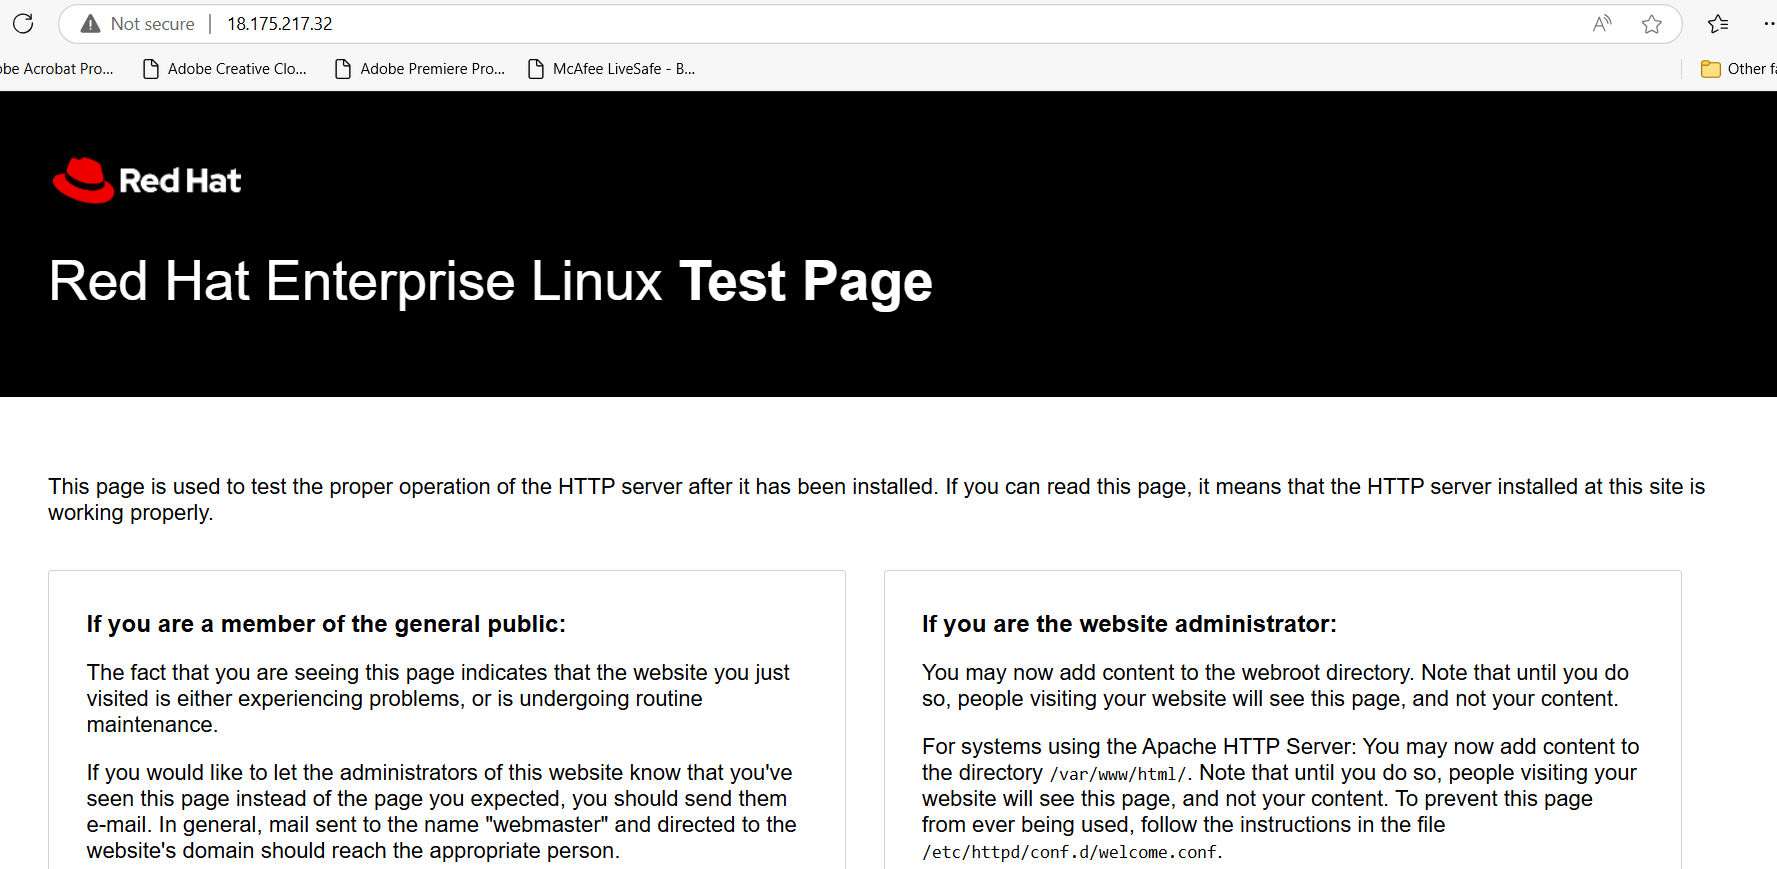 Not secure | 18.175.217.32
obe Acrobat Pro... Adobe Creative Clo... Adobe Premiere Pro... McAfee LiveSafe - B... Other fa
Red Hat
Red Hat Enterprise Linux Test Page
This page is used to test the proper operation of the HTTP server after it has been installed. If you can read this page, it means that the HTTP server installed at this site is
working properly.
If you are a member of the general public:
The fact that you are seeing this page indicates that the website you just
visited is either experiencing problems, or is undergoing routine
maintenance.
If you would like to let the administrators of this website know that you've
seen this page instead of the page you expected, you should send them
e-mail. In general, mail sent to the name "webmaster" and directed to the
website's domain should reach the appropriate person.
If you are the website administrator:
You may now add content to the webroot directory. Note that until you do
so, people visiting your website will see this page, and not your content.
For systems using the Apache HTTP Server: You may now add content to
the directory /var/www/html/. Note that until you do so, people visiting your
website will see this page, and not your content. To prevent this page
from ever being used, follow the instructions in the file
/etc/httpd/conf.d/welcome.conf.